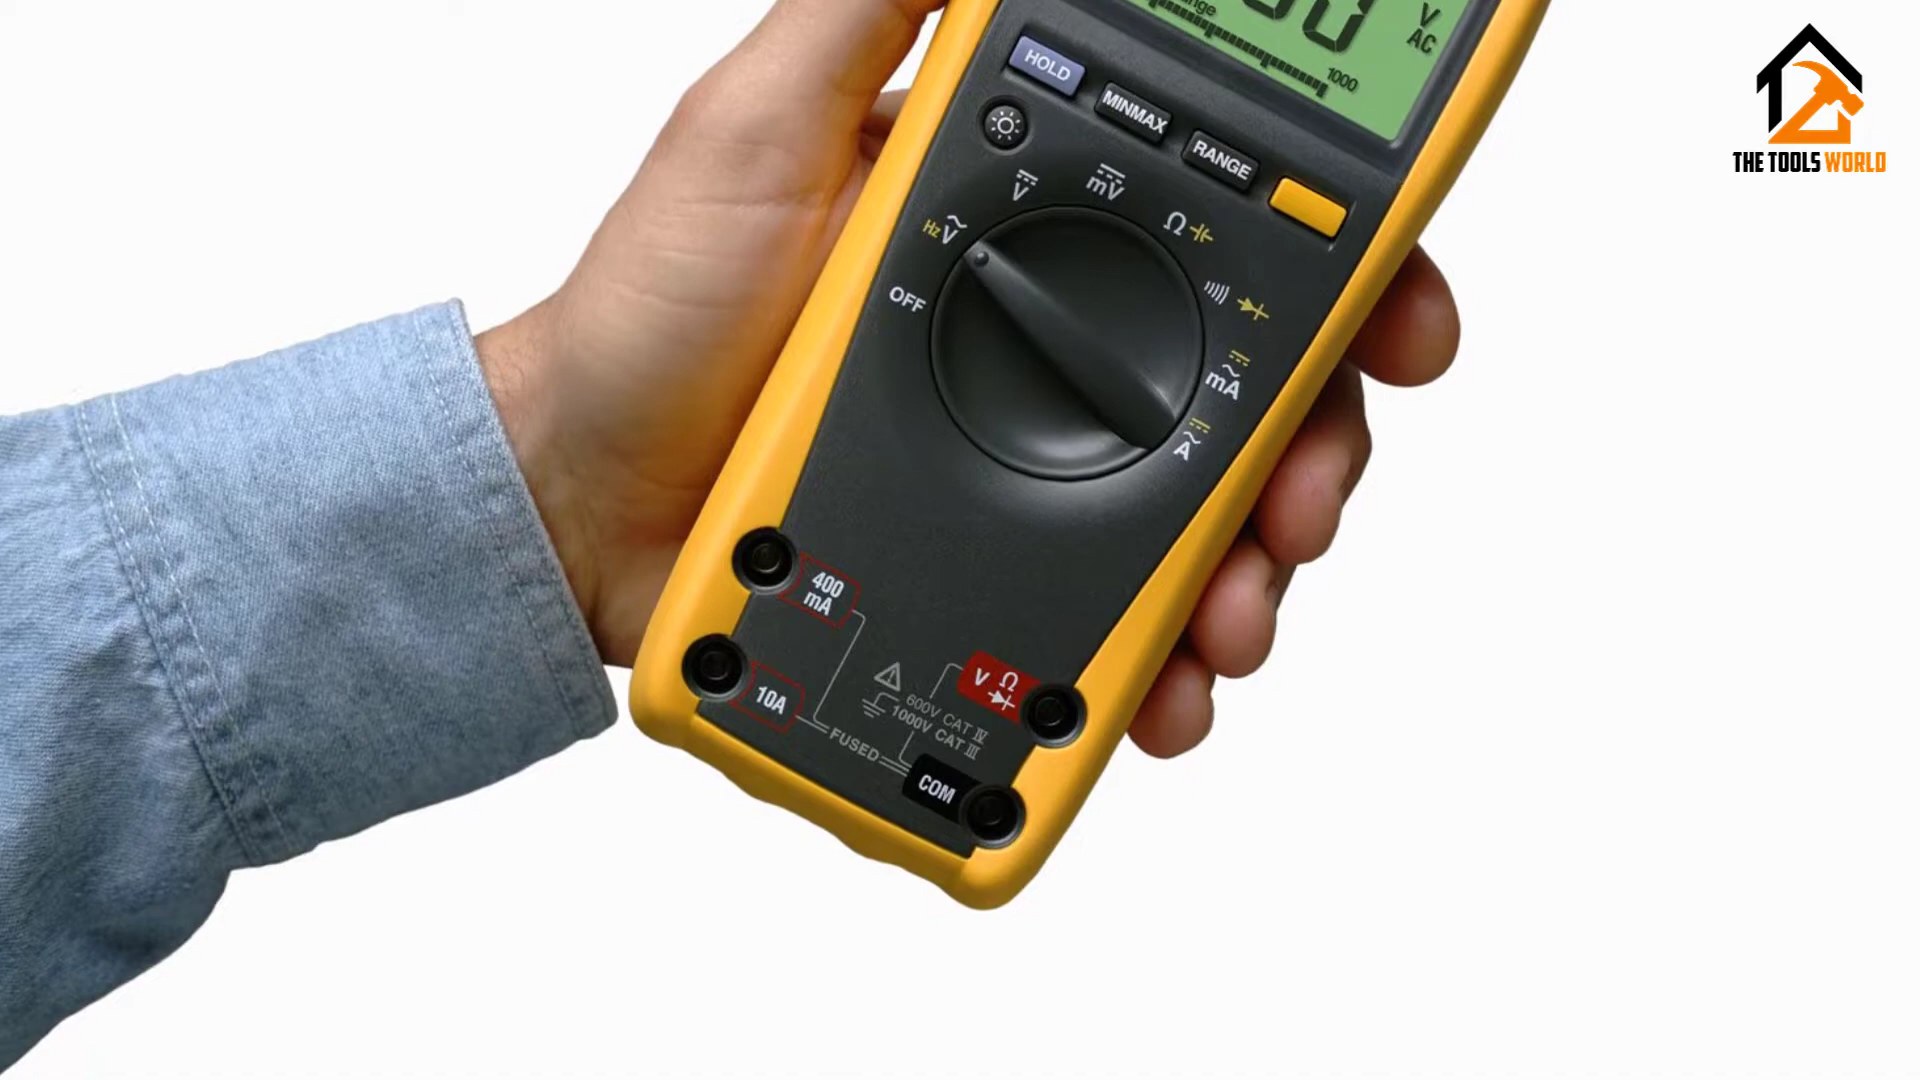 V
AC
1000
HOLD
MINMAX
RANGE
V
mV
Hz V
Ω
OFF
mA
A
400
mA
10A
V Ω
600V CAT IV
1000V CAT III
FUSED
COM
THE TOOLS WORLD